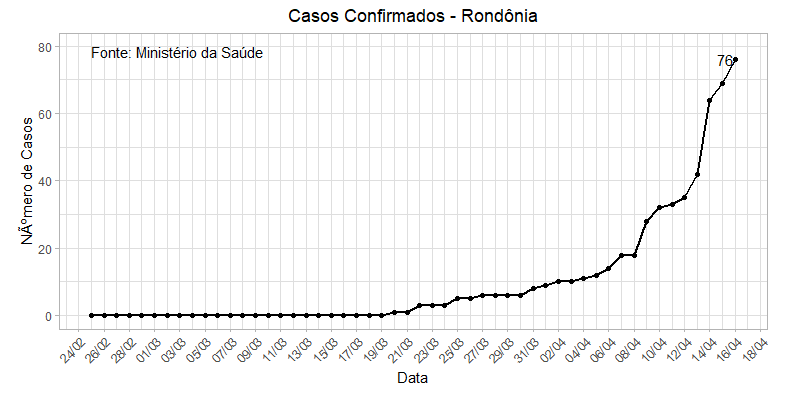 Casos Confirmados - Rondônia
Fonte: Ministério da Saúde
76
NÃºmero de Casos
80
60
40
20
0
24/02 26/02 28/02 01/03 03/03 05/03 07/03 09/03 11/03 13/03 15/03 17/03 19/03 21/03 23/03 25/03 27/03 29/03 31/03 02/04 04/04 06/04 08/04 10/04 12/04 14/04 16/04 18/04
Data